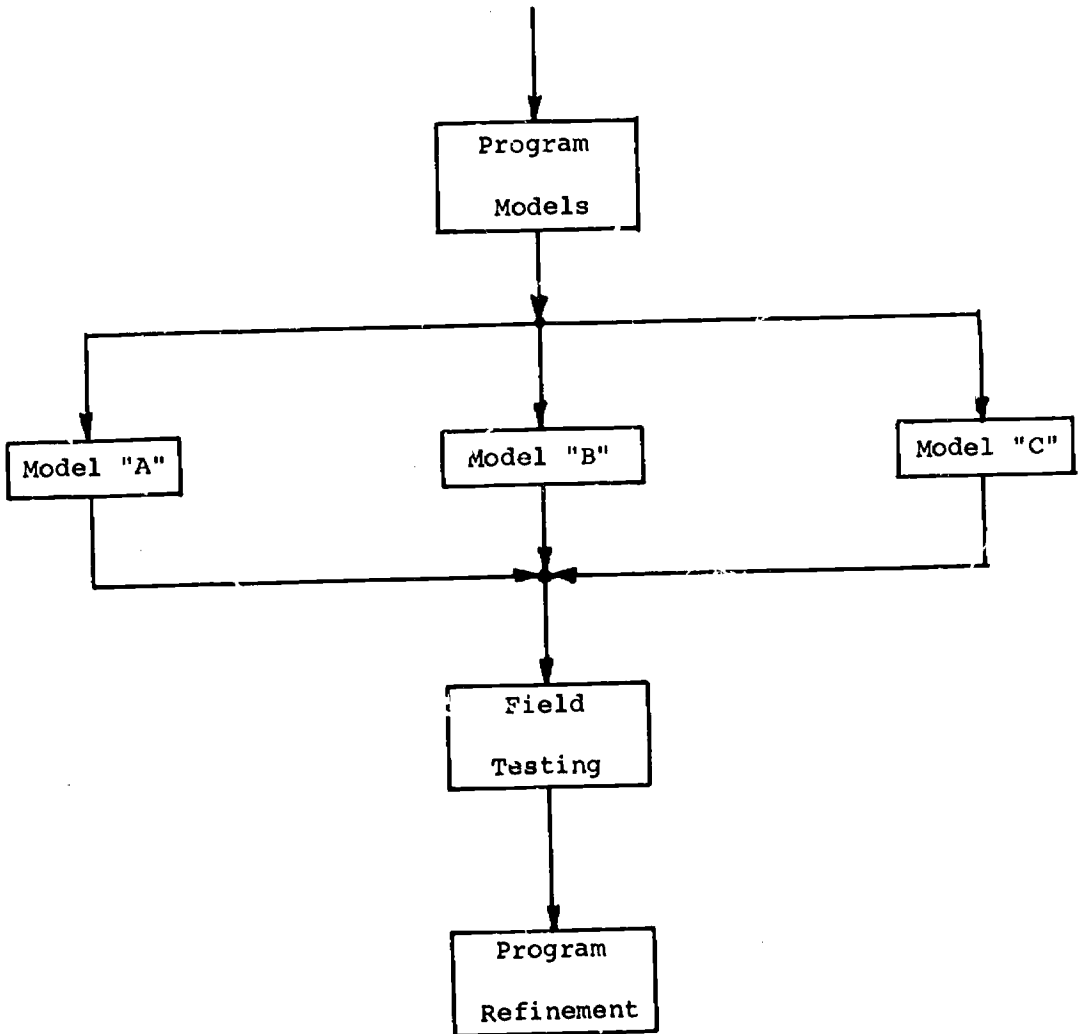 Program
Models
Model "A"
Model "B"
Model "C"
Field
Testing
Program
Refinement